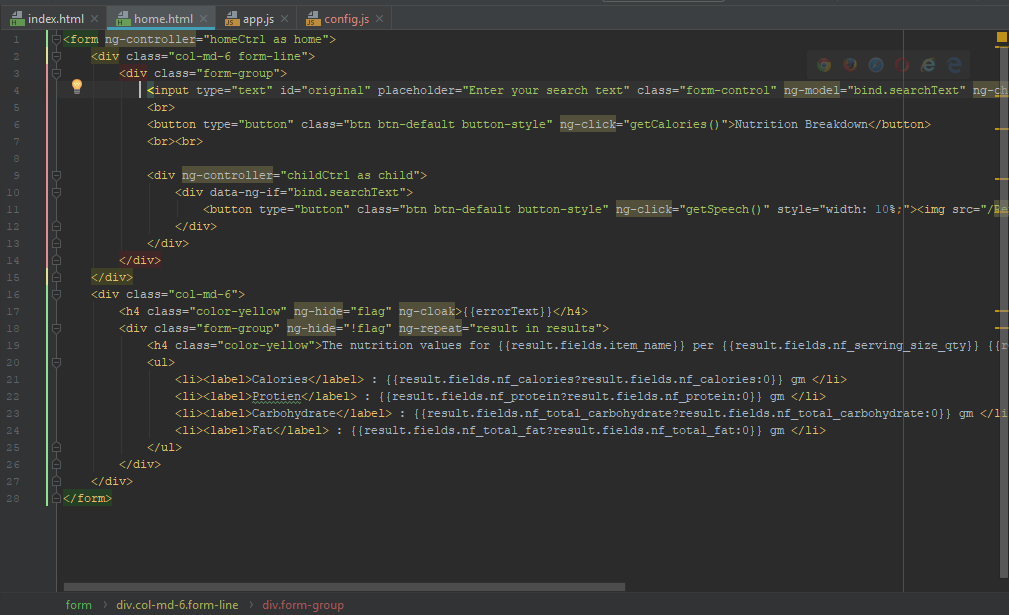 index.html home.html app.js config.js
1 <form ng-controller="homeCtrl as home">
2 <div class="col-md-6 form-line">
3 <div class="form-group">
4 <input type="text" id="original" placeholder="Enter your search text" class="form-control" ng-model="bind.searchText"
5 <br>
6 <button type="button" class="btn btn-default button-style" ng-click="getCalories()">Nutrition Breakdown</button>
7 <br><br>
8
9 <div ng-controller="childCtrl as child">
10 <div data-ng-if="bind.searchText">
11 <button type="button" class="btn btn-default button-style" ng-click="getSpeech()" style="width: 10%;"><img src="/
12 </div>
13 </div>
14 </div>
15 </div>
16 <div class="col-md-6">
17 <h4 class="color-yellow" ng-hide="flag" ng-cloak>{{errorText}}</h4>
18 <div class="form-group" ng-hide="!flag" ng-repeat="result in results">
19 <h4 class="color-yellow">The nutrition values for {{result.fields.item_name}} per {{result.fields.nf_serving_size_qty}} {{r
20 <ul>
21 <li><label>Calories</label> : {{result.fields.nf_calories?result.fields.nf_calories:0}} gm </li>
22 <li><label>Protien</label> : {{result.fields.nf_protein?result.fields.nf_protein:0}} gm </li>
23 <li><label>Carbohydrate</label> : {{result.fields.nf_total_carbohydrate?result.fields.nf_total_carbohydrate:0}} gm </li
24 <li><label>Fat</label> : {{result.fields.nf_total_fat?result.fields.nf_total_fat:0}} gm </li>
25 </ul>
26 </div>
27 </div>
28 </form>
form > div.col-md-6.form-line > div.form-group